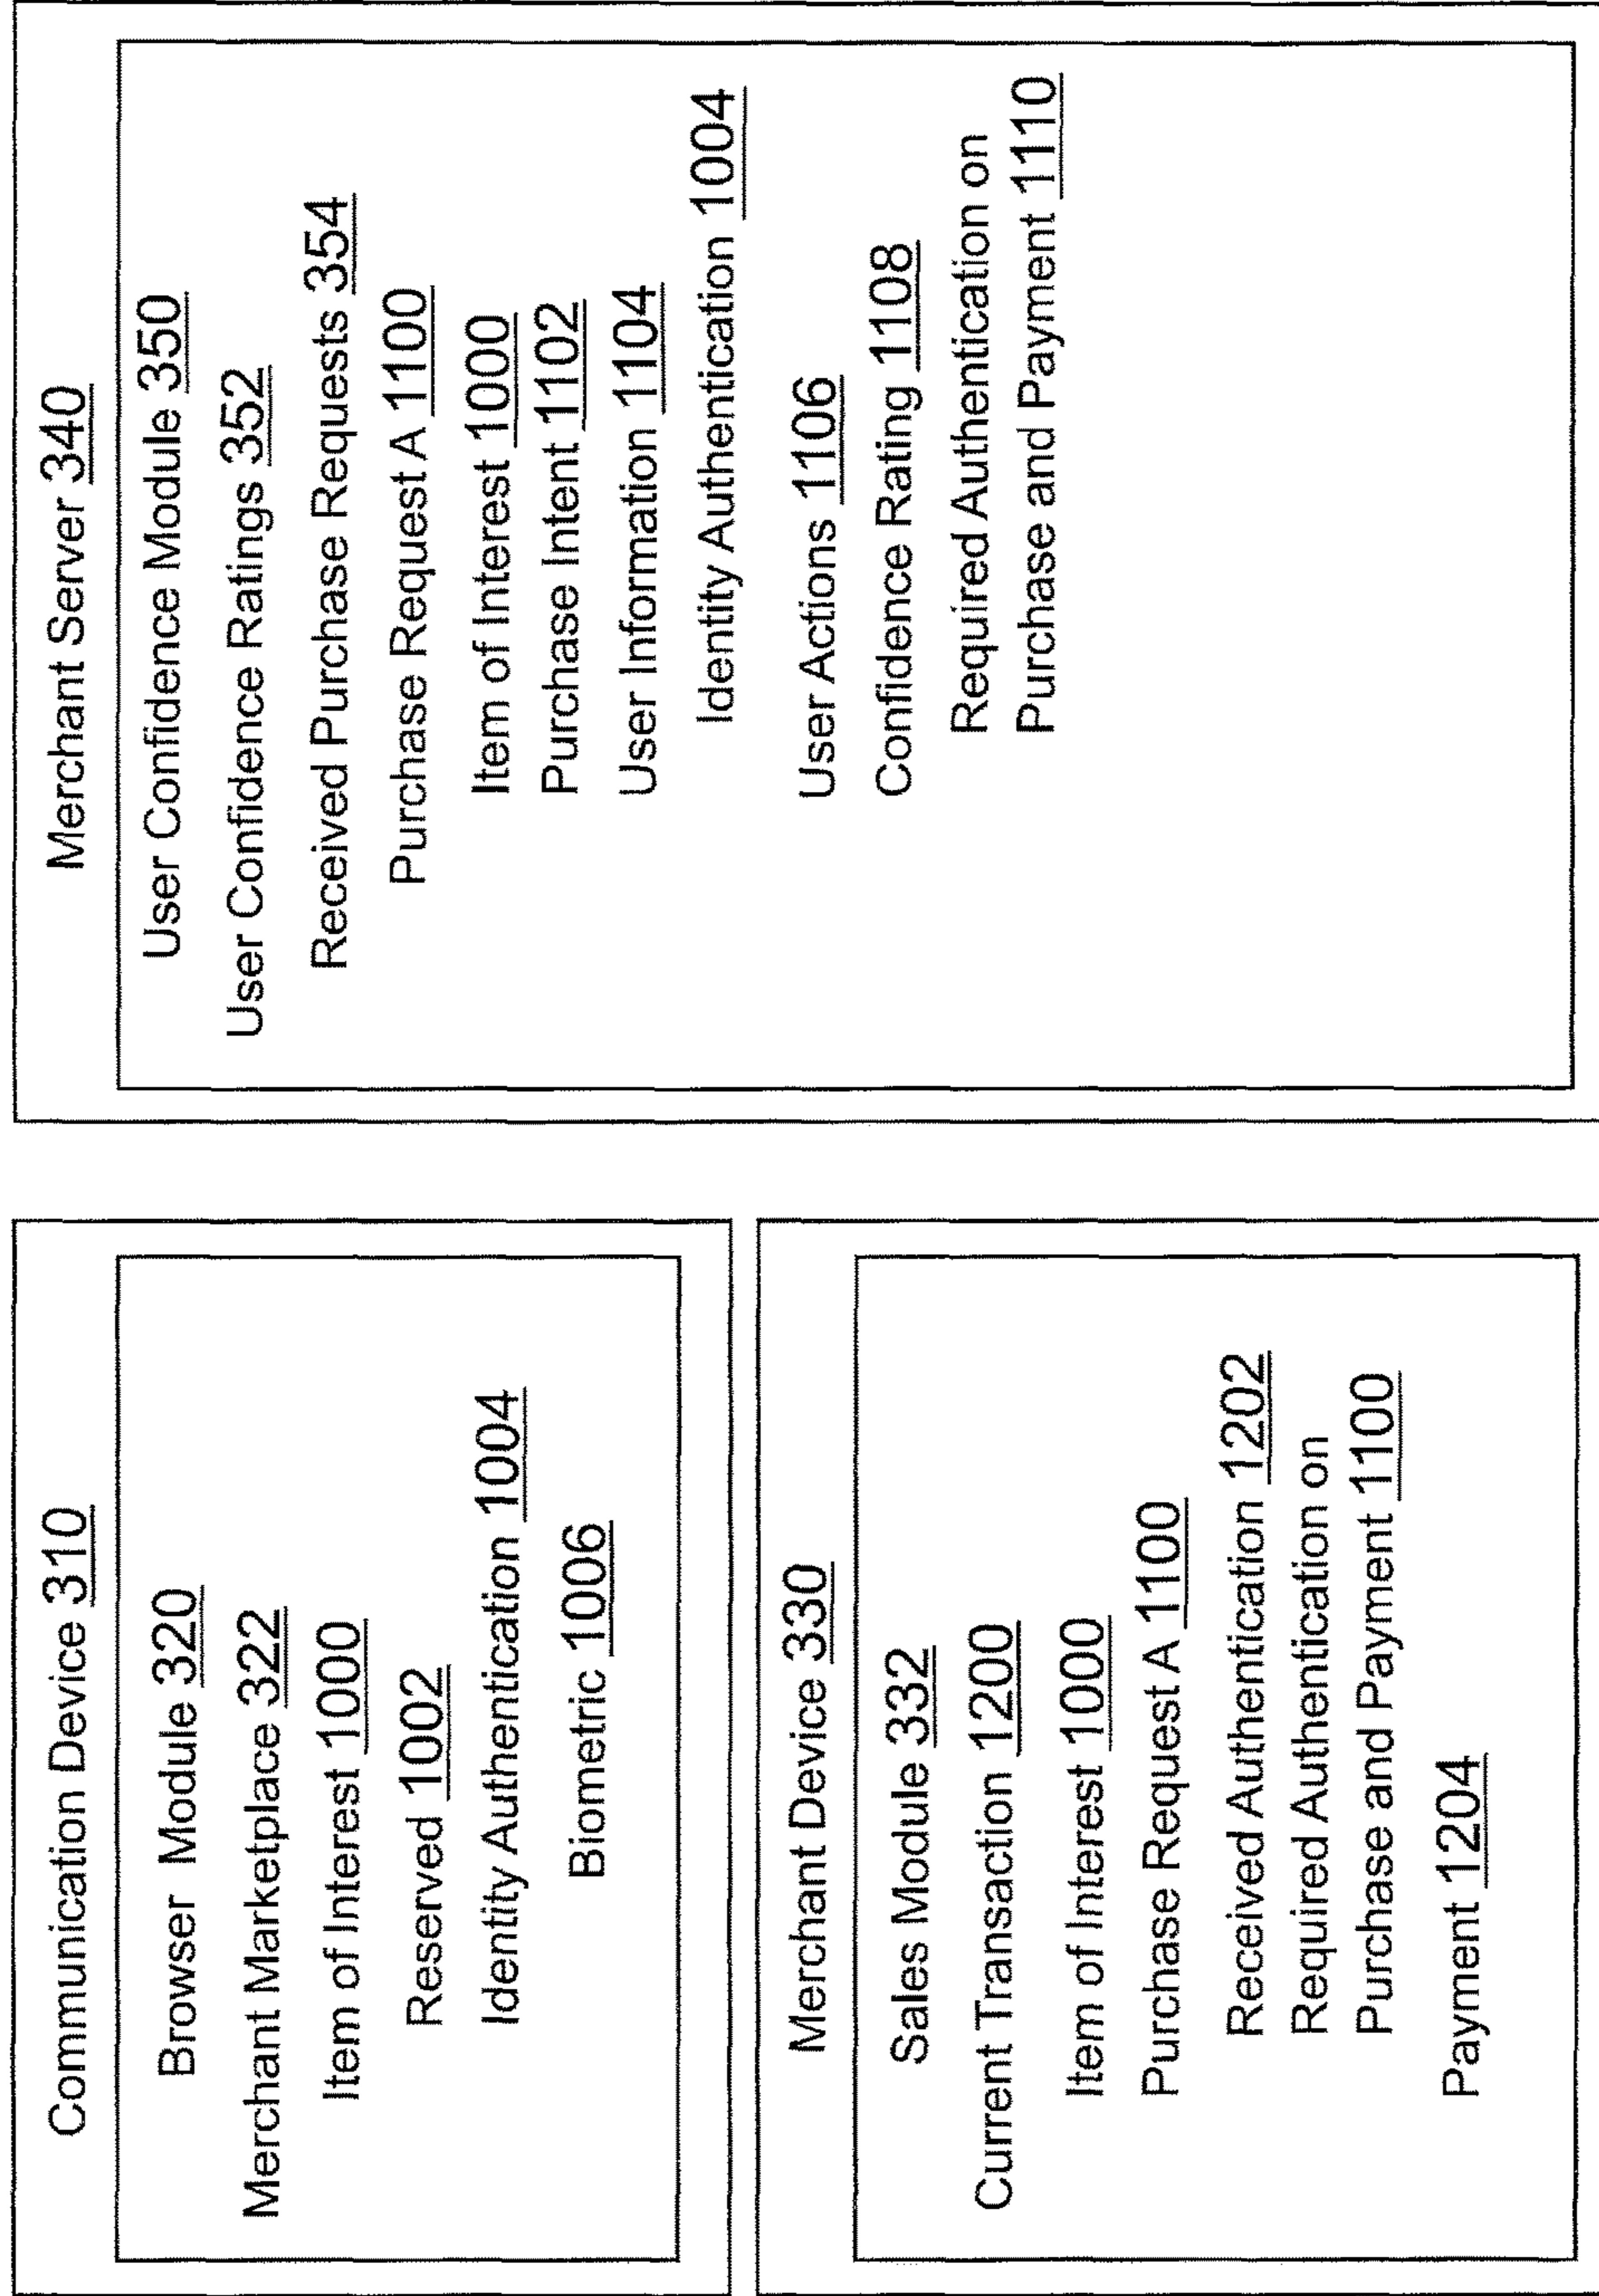 Communication Device 310
Browser Module 320
Merchant Marketplace 322
Item of Interest 1000
Reserved 1002
Identity Authentication 1004
Biometric 1006
Merchant Device 330
Sales Module 332
Current Transaction 1200
Item of Interest 1000
Purchase Request A 1100
Received Authentication 1202
Required Authentication on
Purchase and Payment 1100
Payment 1204
Merchant Server 340
User Confidence Module 350
User Confidence Ratings 352
Received Purchase Requests 354
Purchase Request A 1100
Item of Interest 1000
Purchase Intent 1102
User Information 1104
Identity Authentication 1004
User Actions 1106
Confidence Rating 1108
Required Authentication on
Purchase and Payment 1110